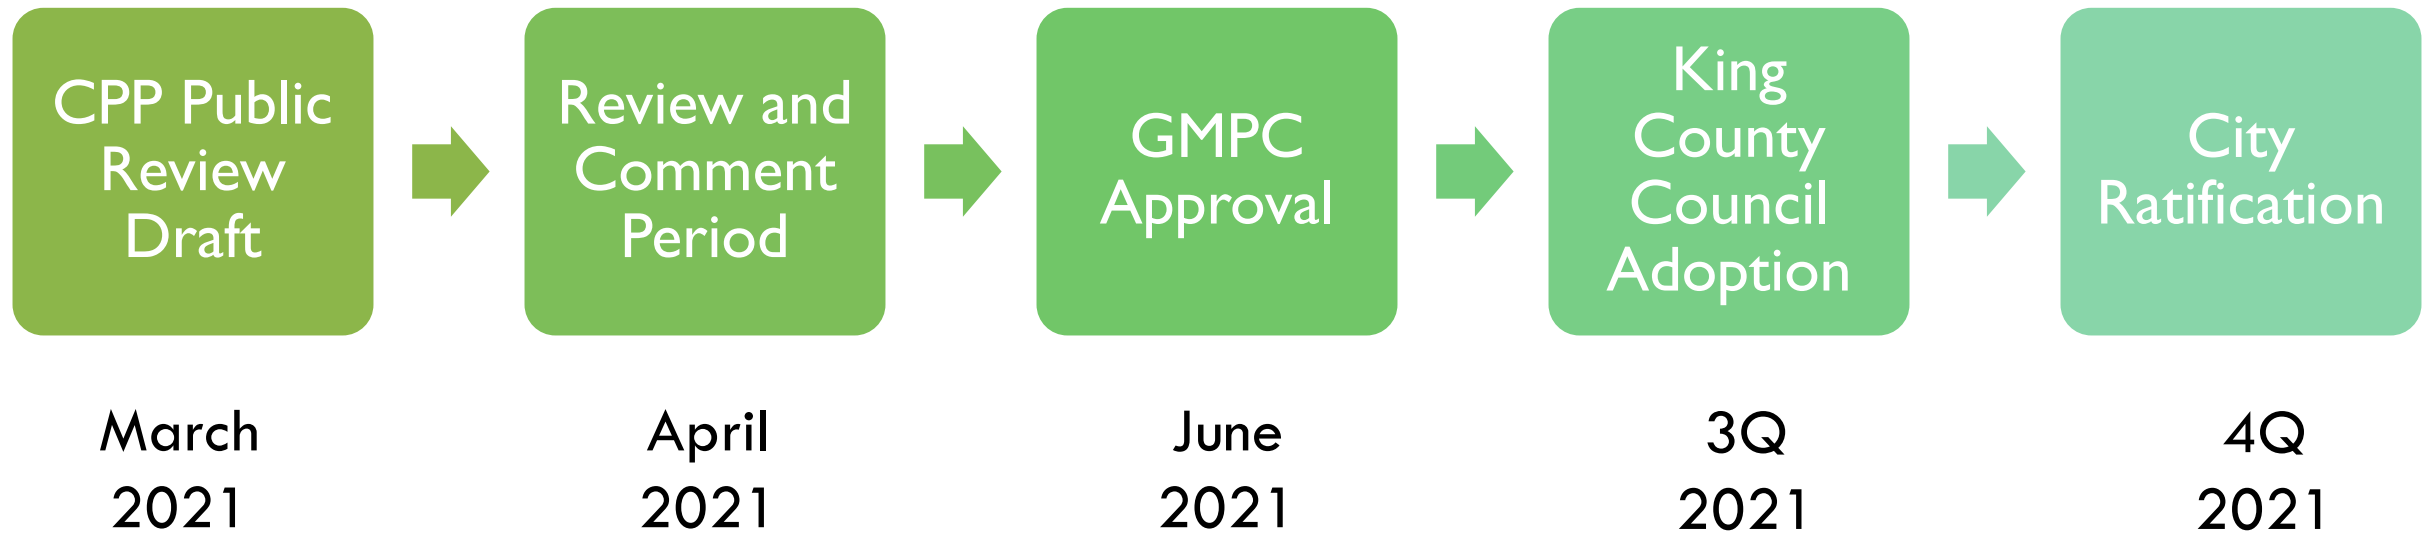 CPP Public
Review
Draft
Review and
Comment
Period
GMPC
Approval
King
County
Council
Adoption
City
Ratification
March
2021
April
2021
June
2021
3Q
2021
4Q
2021